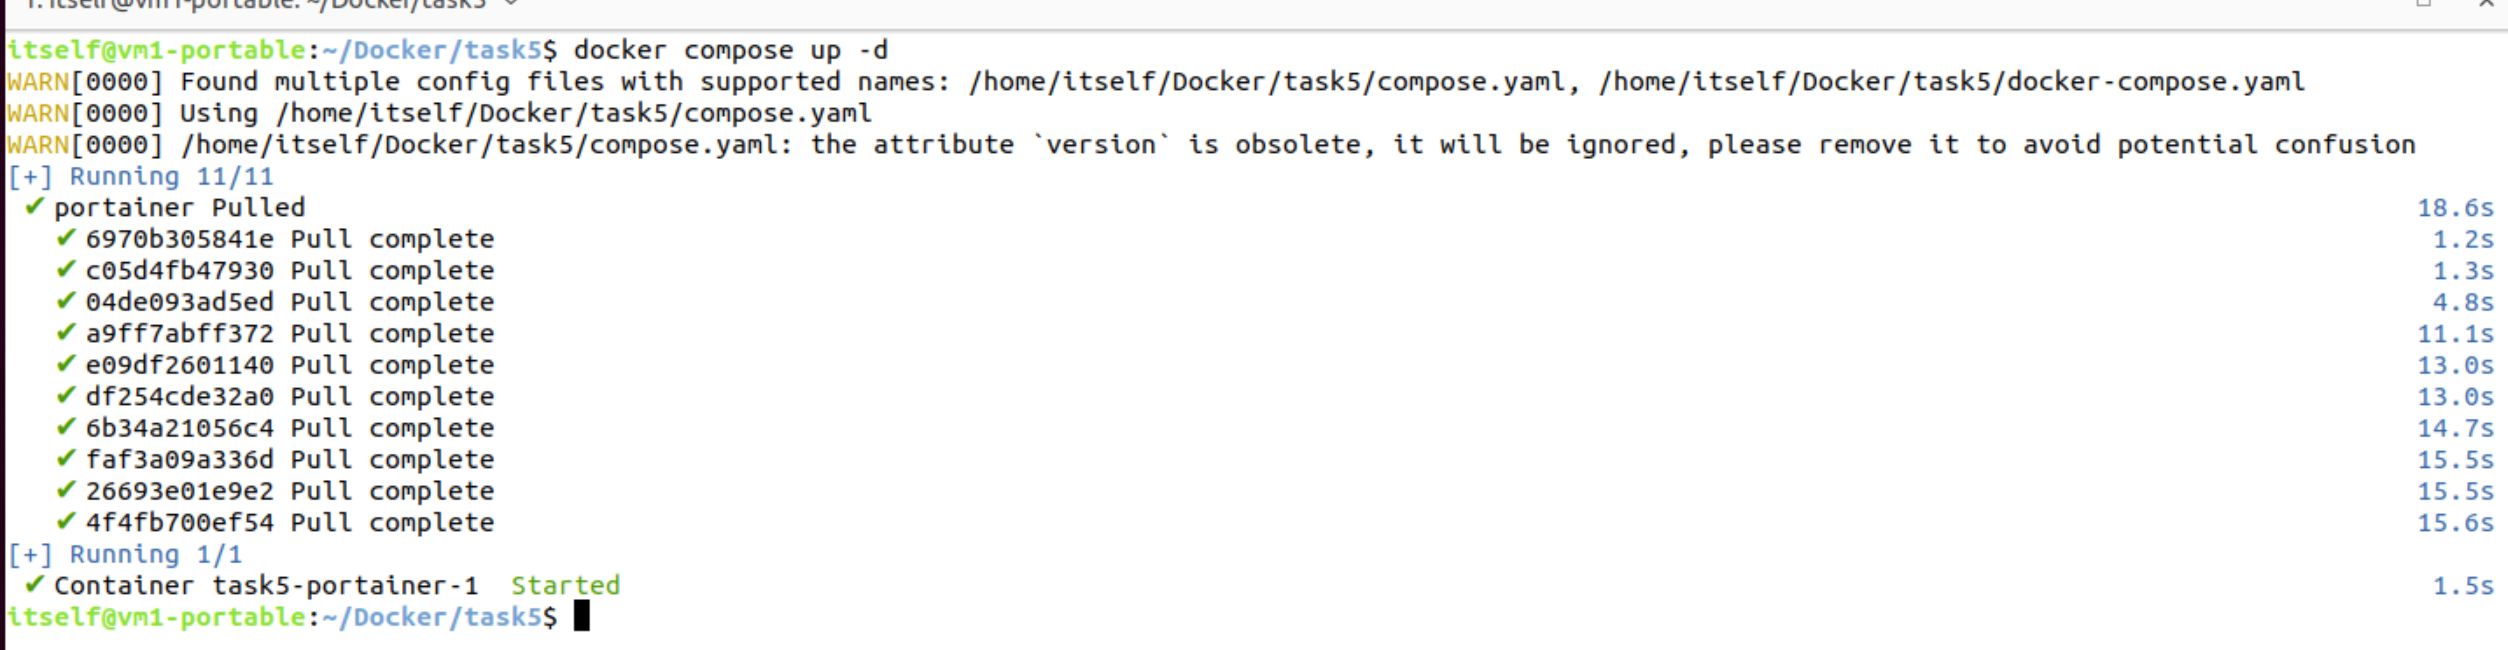 1: itself@vm1-portable: ~/Docker/task5
itself@vm1-portable:~/Docker/task5$ docker compose up -d
WARN[0000] Found multiple config files with supported names: /home/itself/Docker/task5/compose.yaml, /home/itself/Docker/task5/docker-compose.yaml
WARN[0000] Using /home/itself/Docker/task5/compose.yaml
WARN[0000] /home/itself/Docker/task5/compose.yaml: the attribute `version` is obsolete, it will be ignored, please remove it to avoid potential confusion
[+] Running 11/11
✔ portainer Pulled 18.6s
✔ 6970b305841e Pull complete 1.2s
✔ c05d4fb47930 Pull complete 1.3s
✔ 04de093ad5ed Pull complete 4.8s
✔ a9ff7abff372 Pull complete 11.1s
✔ e09df2601140 Pull complete 13.0s
✔ df254cde32a0 Pull complete 13.0s
✔ 6b34a21056c4 Pull complete 14.7s
✔ faf3a09a336d Pull complete 15.5s
✔ 26693e01e9e2 Pull complete 15.5s
✔ 4f4fb700ef54 Pull complete 15.6s
[+] Running 1/1
✔ Container task5-portainer-1 Started 1.5s
itself@vm1-portable:~/Docker/task5$